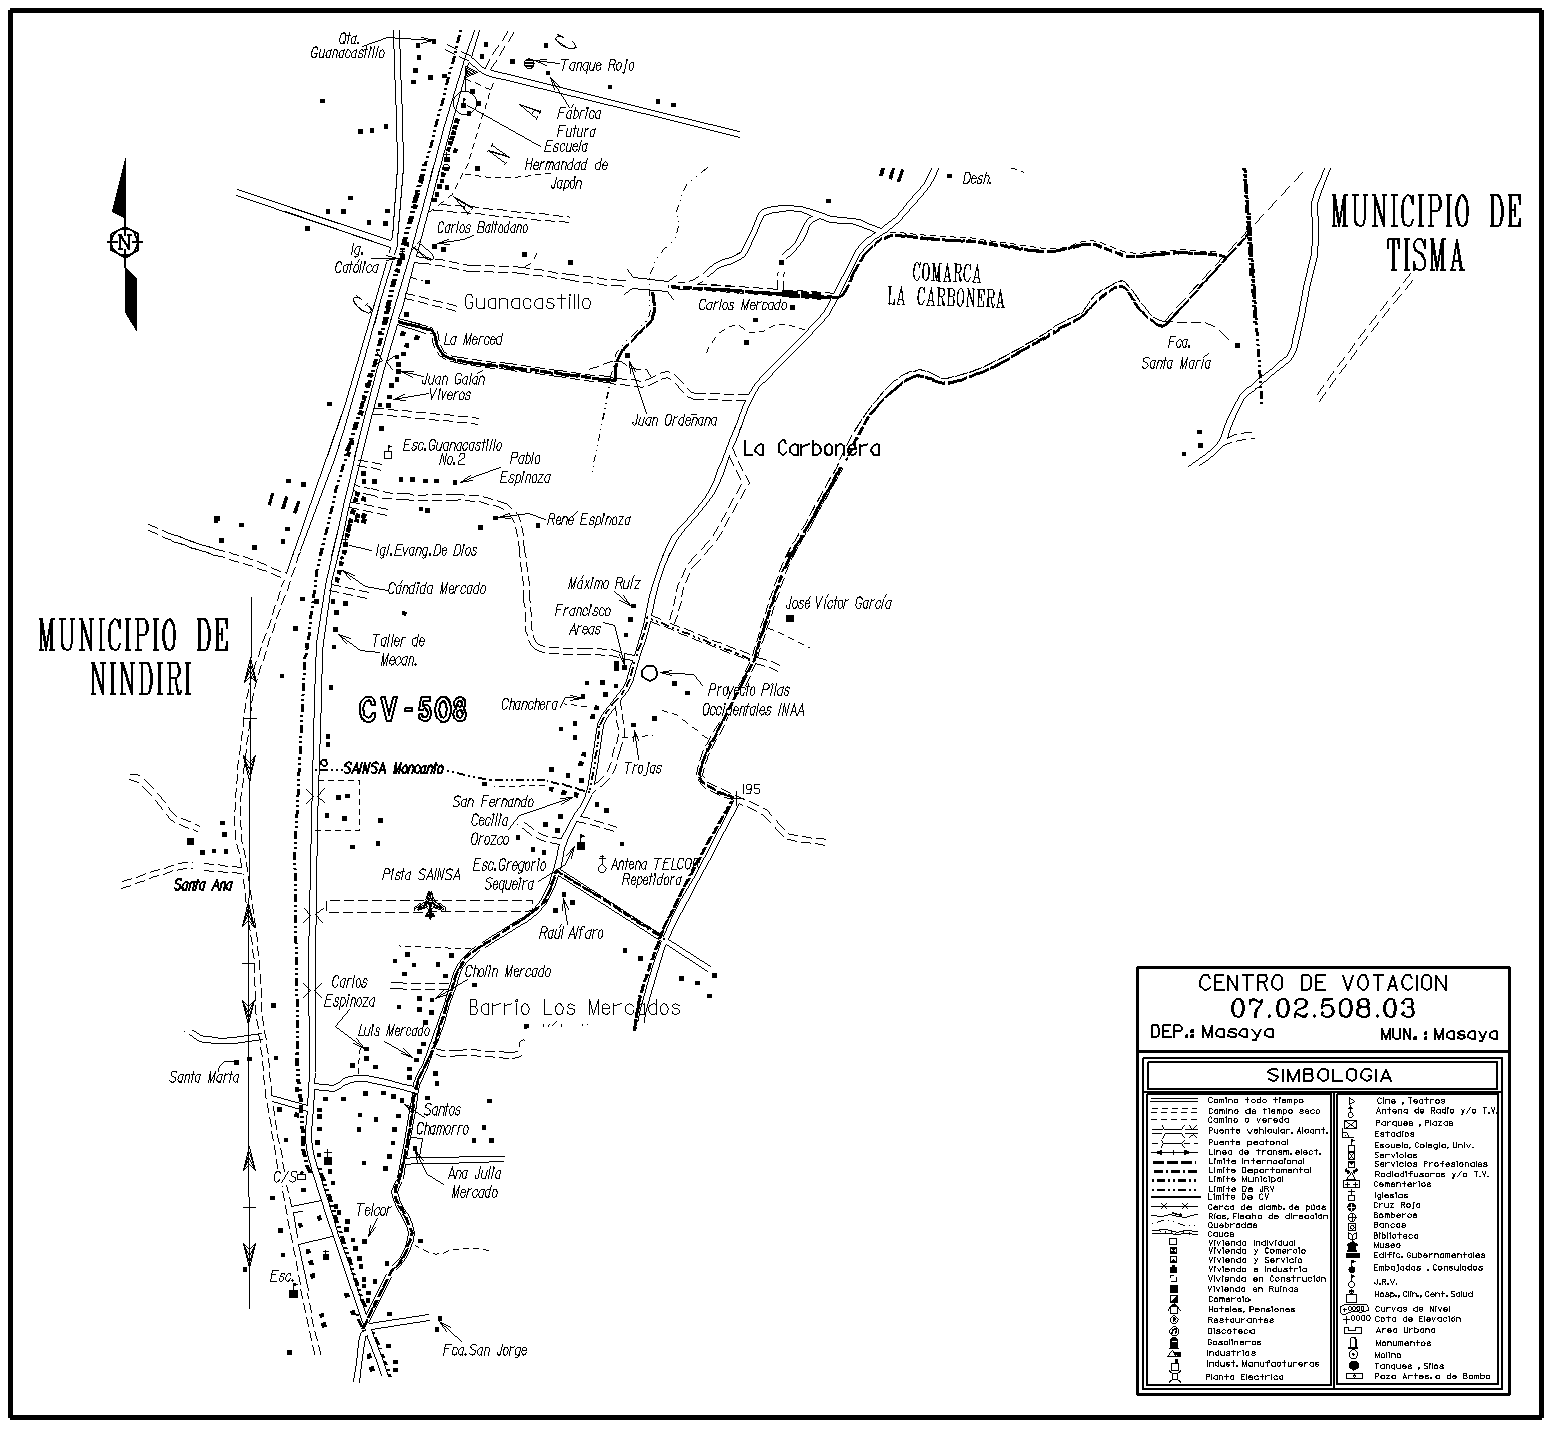 Qta.
Guanacastillo
Tanque Rojo
Fabrica
Futura
Escuela
Hermandad de
Japón
C
A
N
Desh.
MUNICIPIO DE
TISMA
Carlos Baltodano
Ig.
Católica
COMARCA
LA CARBONERA
Guanacastillo
Carlos Mercado
La Merced
Fca.
Santa María
Juan Galán
Viveros
Juan Ordeñana
Esc.Guanacastillo
No.2
Pablo
Espinoza
La Carbonera
René Espinoza
Igl.Evang.De Dios
Cándida Mercado
Máximo Ruíz
Francisco
Areas
José Víctor García
MUNICIPIO DE
NINDIRI
Taller de
Mecan.
Proyecto Pilas
Occidentales INAA
Chanchera
CV-508
Trojas
SAINSA Moncanto
195
San Fernando
Cecilia
Orozco
Esc.Gregorio
Sequeira
Antena TELCOR
Repetidora
Santa Ana
Pista SAINSA
Raúl Alfaro
Carlos
Espinoza
Cholin Mercado
Barrio Los Mercados
Luis Mercado
Santa Marta
Santos
Chamorro
C/S
Ana Julia
Mercado
Telcor
Esc.
Fca.San Jorge
N
CENTRO DE VOTACION
07.02.508.03
DEP.: Masaya MUN.: Masaya
SIMBOLOGIA
Camino todo tiempo
Camino de tiempo seco
Camino o vereda
Puente vehicular, Alcant.
Puente peatonal
Linea de transm.elect.
Limite Internacional
Limite Departamental
Limite Municipal
Limite De JRV
Limite De CV
Cerca de alamb. de púas
Ríos, Flecha de dirección
Quebradas
Cauce
Vivienda Individual
Vivienda y Comercio
Vivienda y Servicio
Vivienda e Industria
Vivienda en Construcion
Vivienda en Ruinas
Comercio
Hoteles, Pensiones
Restaurantes
Discoteca
Gasolineras
Industrias
Indust. Manufactureras
Planta Electrica
Cine , Teatros
Antena de Radio y/o T.V.
Parques , Plazas
Estadios
Escuela, Colegio, Univ.
Servicios
Servicios Profesionales
Radiodifusoras y/o T.V.
Cementerios
Iglesias
Cruz Roja
Bomberos
Bancos
Biblioteca
Museo
Edific. Gubernamentales
Embajadas , Consulados
J.R.V.
Hosp., Clín., Cent. Salud
Curvas de Nivel
Cota de Elevación
Area Urbana
Monumentos
Molino
Tanques , Silos
Pozo Artes. o de Bomba